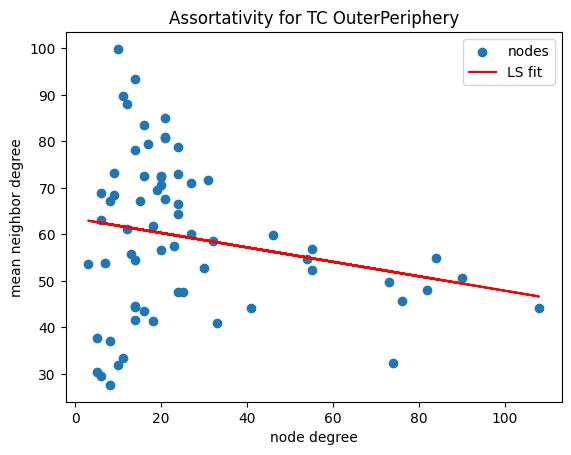 Assortativity for TC OuterPeriphery
nodes
LS fit
mean neighbor degree
100
90
80
70
60
50
40
30
0 20 40 60 80 100
node degree